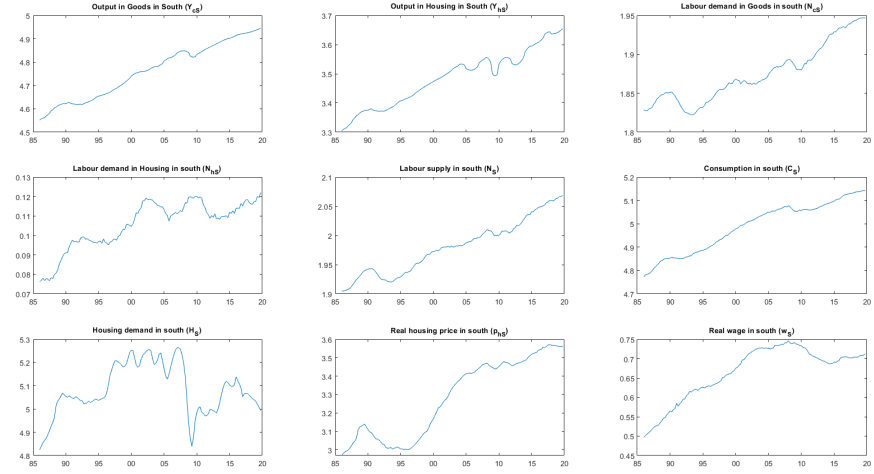 Output in Goods in South (Y_cS)
5
4.9
4.8
4.7
4.6
4.5
85 90 95 00 05 10 15 20
Output in Housing in South (Y_hS)
3.7
3.6
3.5
3.4
3.3
85 90 95 00 05 10 15 20
Labour demand in Goods in south (N_cS)
1.95
1.9
1.85
1.8
85 90 95 00 05 10 15 20
Labour demand in Housing in south (N_hS)
0.13
0.12
0.11
0.1
0.09
0.08
0.07
85 90 95 00 05 10 15 20
Labour supply in south (N_S)
2.1
2.05
2
1.95
1.9
85 90 95 00 05 10 15 20
Consumption in south (C_S)
5.2
5.1
5
4.9
4.8
4.7
85 90 95 00 05 10 15 20
Housing demand in south (H_S)
5.3
5.2
5.1
5
4.9
4.8
85 90 95 00 05 10 15 20
Real housing price in south (p_hS)
3.6
3.5
3.4
3.3
3.2
3.1
3
85 90 95 00 05 10 15 20
Real wage in south (w_S)
0.75
0.7
0.65
0.6
0.55
0.5
0.45
85 90 95 00 05 10 15 20